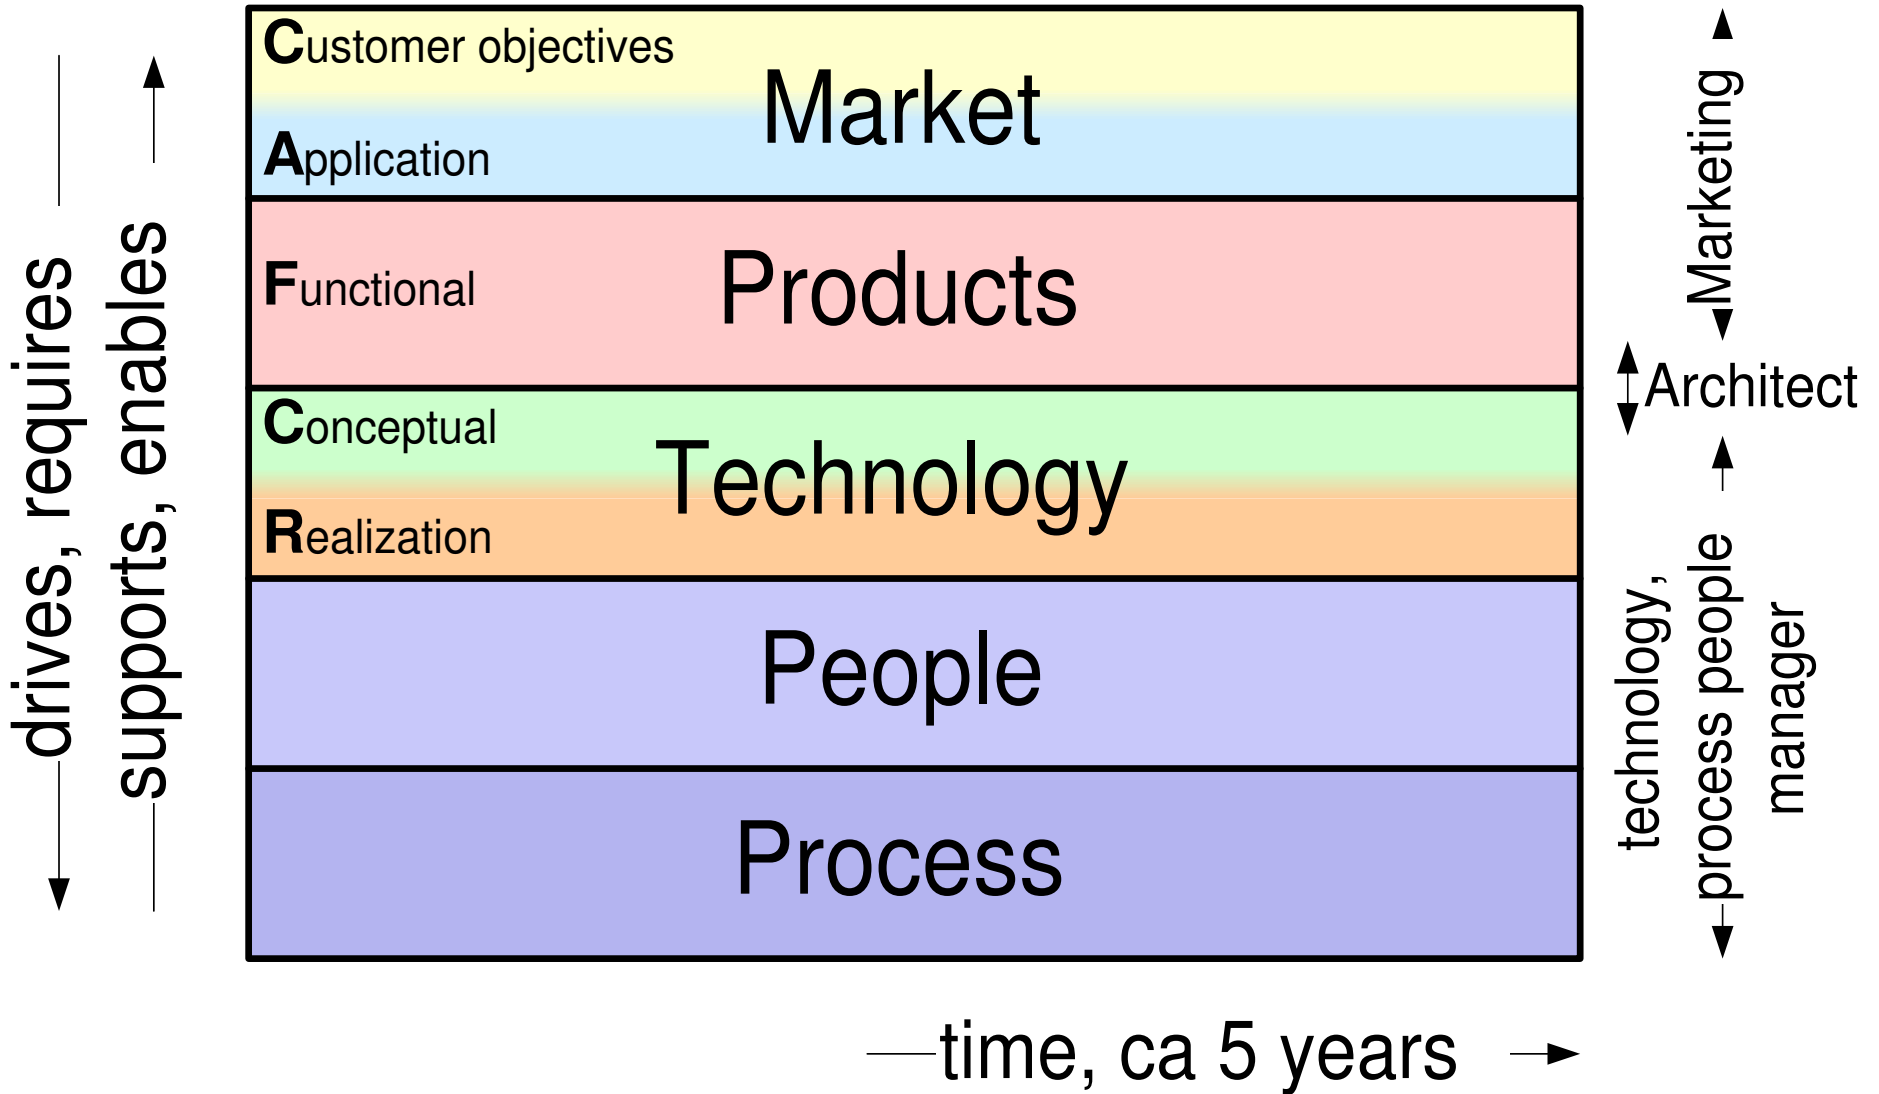 drives, requires
supports, enables
Customer objectives
Market
Application
Functional
Products
Conceptual
Technology
Realization
People
Process
Marketing
Architect
technology,
process people
manager
time, ca 5 years